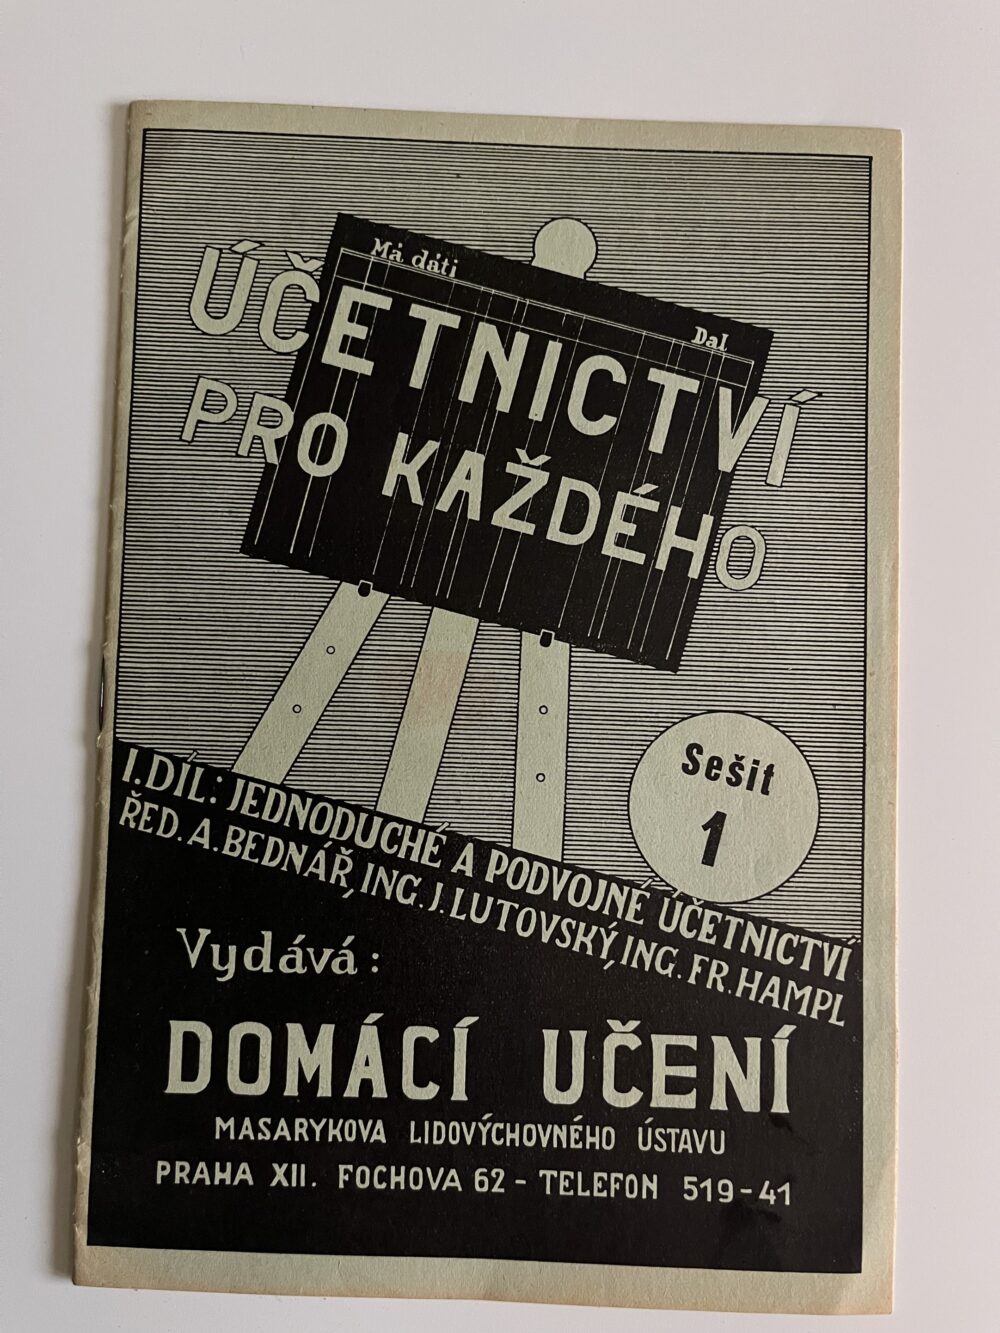 Má dáti
Dal
ÚČETNICTVÍ
PRO KAŽDÉHO
Sešit
1
I. DÍL: JEDNODUCHÉ A PODVOJNÉ ÚČETNICTVÍ
ŘED. A. BEDNÁŘ, ING. J. LUTOVSKÝ, ING. FR. HAMPL
Vydává:
DOMÁCÍ UČENÍ
MASARYKOVA LIDOVÝCHOVNÉHO ÚSTAVU
PRAHA XII. FOCHOVA 62 - TELEFON 519-41